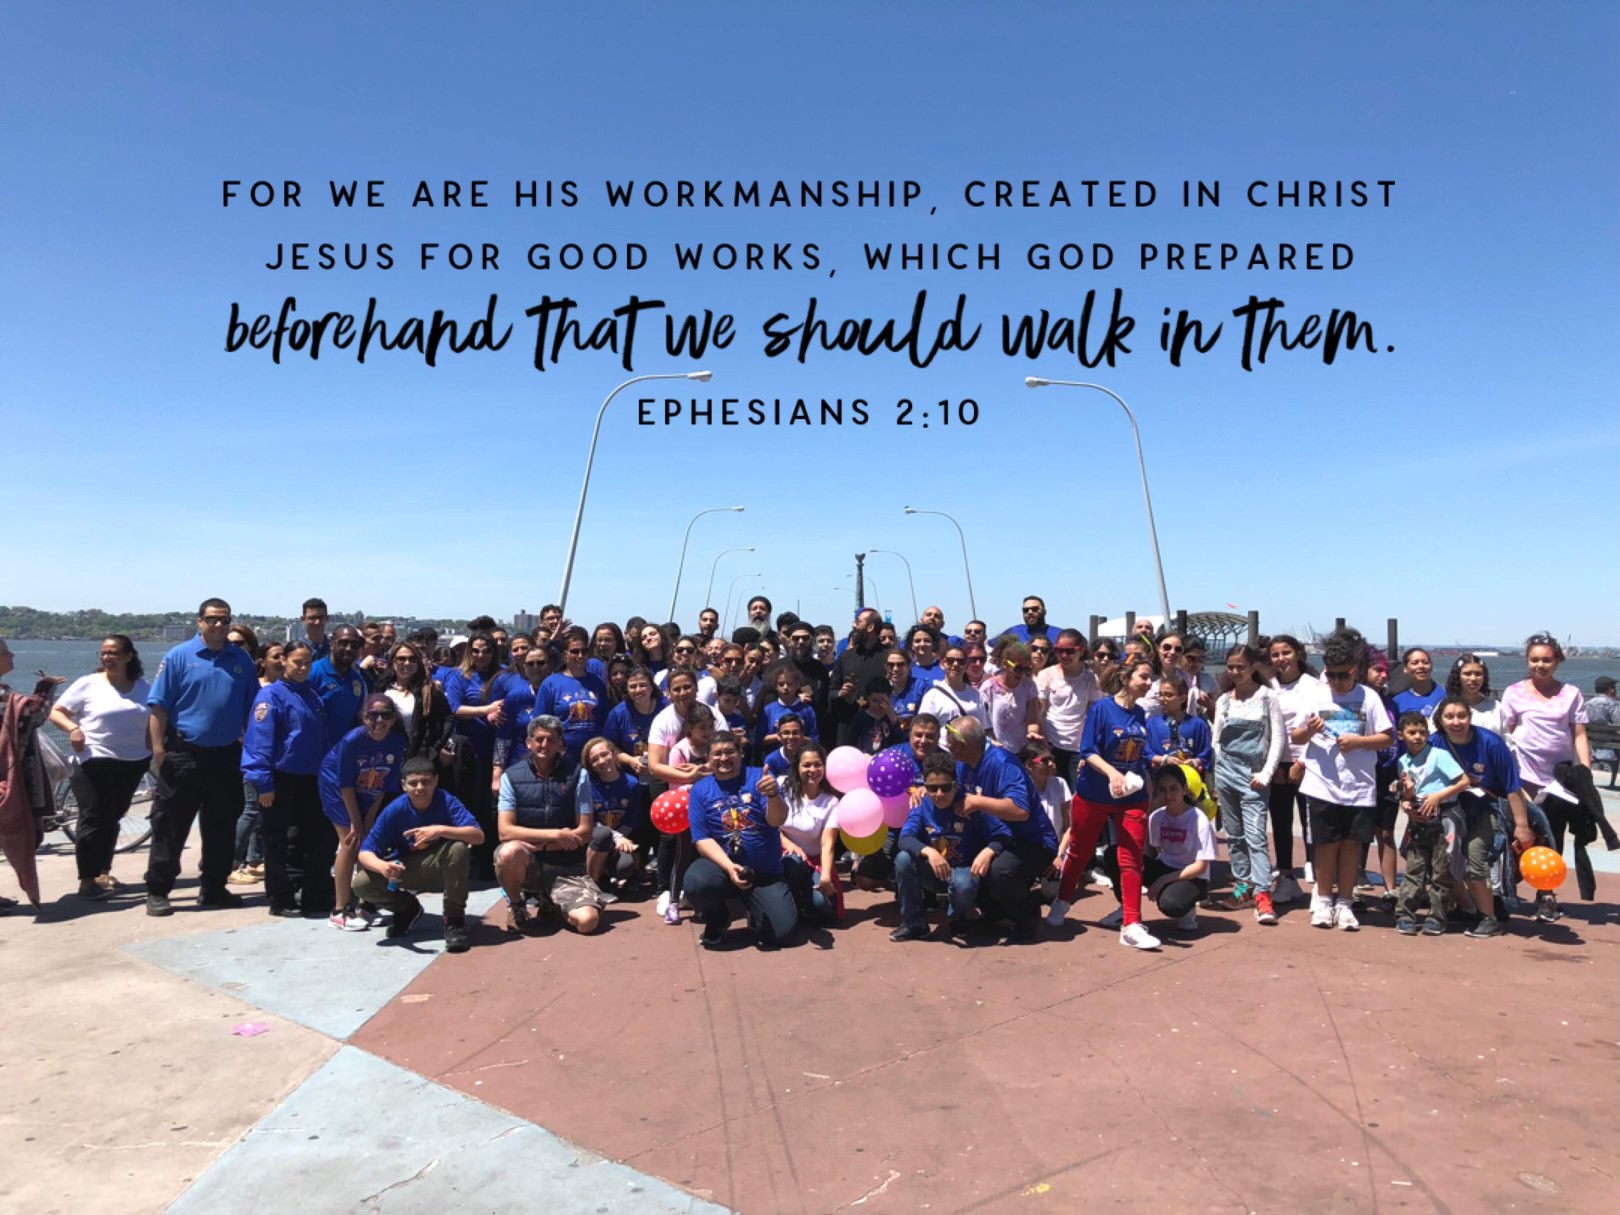 FOR WE ARE HIS WORKMANSHIP, CREATED IN CHRIST
JESUS FOR GOOD WORKS, WHICH GOD PREPARED
beforehand that we should walk in them.
EPHESIANS 2:10